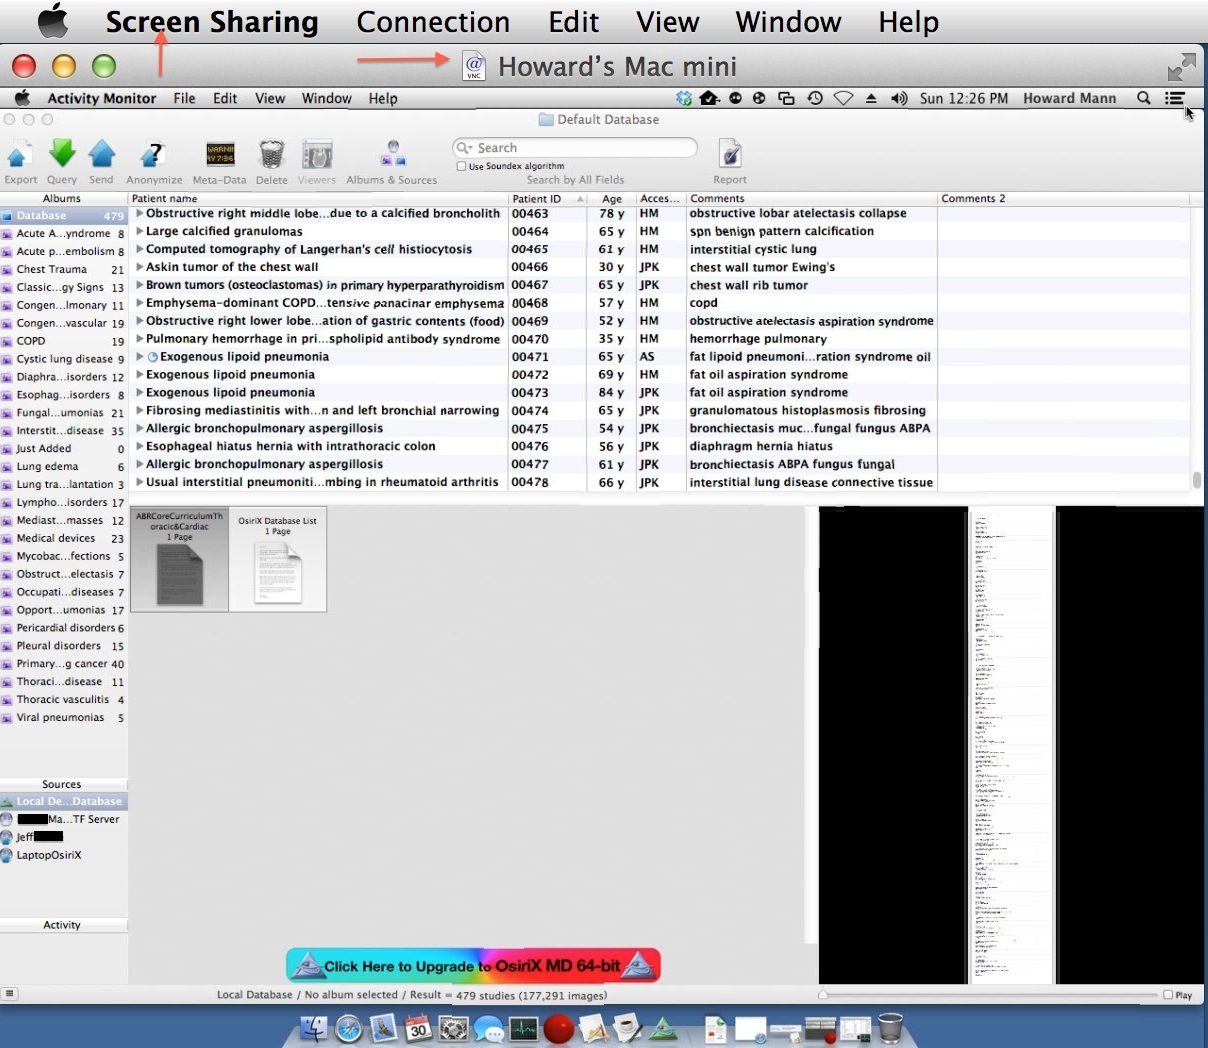 Screen Sharing Connection Edit View Window Help
@ VNC Howard's Mac mini
Activity Monitor File Edit View Window Help Sun 12:26 PM Howard Mann
Default Database
Search
Use Soundex algorithm
Export Query Send Anonymize Meta-Data Delete Viewers Albums & Sources Search by All Fields Report
Albums Patient name Patient ID Age Acces... Comments Comments 2
Database 479
Acute A...yndrome 8
Acute p...embolism 8
Chest Trauma 21
Classic...gy Signs 13
Congen...lmonary 11
Congen...vascular 19
COPD 19
Cystic lung disease 9
Diaphra...isorders 12
Esophag...isorders 8
Fungal...umonias 21
Interstit...disease 35
Just Added 0
Lung edema 6
Lung tra...lantation 3
Lympho...isorders 17
Mediast...masses 12
Medical devices 23
Mycobac...fections 5
Obstruct...electasis 7
Occupati...diseases 7
Opport...umonias 17
Pericardial disorders 6
Pleural disorders 15
Primary...g cancer 40
Thoraci...disease 11
Thoracic vasculitis 4
Viral pneumonias 5
Obstructive right middle lobe...due to a calcified broncholith 00463 78 y HM obstructive lobar atelectasis collapse
Large calcified granulomas 00464 65 y HM spn benign pattern calcification
Computed tomography of Langerhan's cell histiocytosis 00465 61 y HM interstitial cystic lung
Askin tumor of the chest wall 00466 30 y JPK chest wall tumor Ewing's
Brown tumors (osteoclastomas) in primary hyperparathyroidism 00467 65 y JPK chest wall rib tumor
Emphysema-dominant COPD...tensive panacinar emphysema 00468 57 y HM copd
Obstructive right lower lobe...ation of gastric contents (food) 00469 52 y HM obstructive atelectasis aspiration syndrome
Pulmonary hemorrhage in pri...spholipid antibody syndrome 00470 35 y HM hemorrhage pulmonary
Exogenous lipoid pneumonia 00471 65 y AS fat lipoid pneumoni...ration syndrome oil
Exogenous lipoid pneumonia 00472 69 y HM fat oil aspiration syndrome
Exogenous lipoid pneumonia 00473 84 y JPK fat oil aspiration syndrome
Fibrosing mediastinitis with...n and left bronchial narrowing 00474 65 y JPK granulomatous histoplasmosis fibrosing
Allergic bronchopulmonary aspergillosis 00475 54 y JPK bronchiectasis muc...fungal fungus ABPA
Esophageal hiatus hernia with intrathoracic colon 00476 56 y JPK diaphragm hernia hiatus
Allergic bronchopulmonary aspergillosis 00477 61 y JPK bronchiectasis ABPA fungus fungal
Usual interstitial pneumoniti...mbing in rheumatoid arthritis 00478 66 y JPK interstitial lung disease connective tissue
ABRCoreCurriculumTh
oracic&Cardiac
1 Page
OsiriX Database List
1 Page
Sources
Local De...Database
Ma...TF Server
Jeff
LaptopOsiriX
Activity
Click Here to Upgrade to OsiriX MD 64-bit
Local Database / No album selected / Result = 479 studies (177,291 images) Play
30